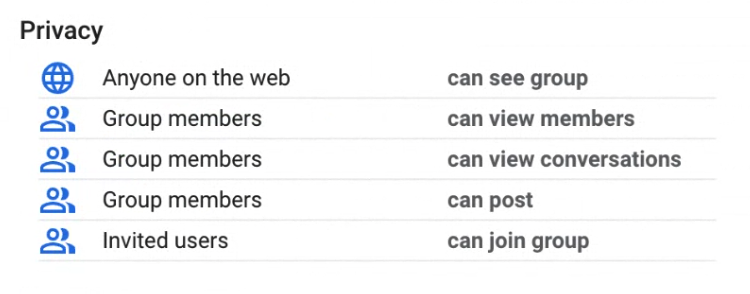 Privacy
Anyone on the web can see group
Group members can view members
Group members can view conversations
Group members can post
Invited users can join group